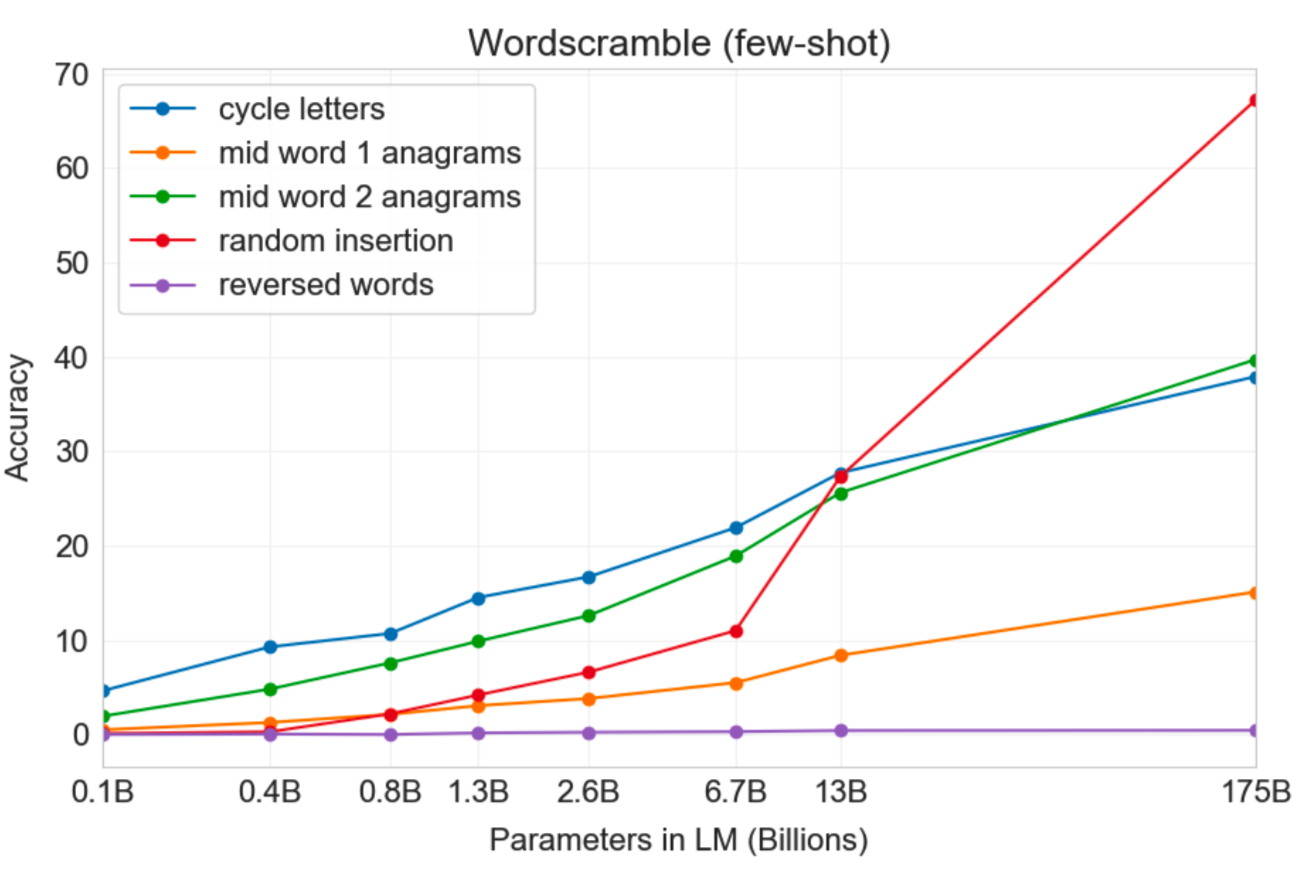 Wordscramble (few-shot)
70
60
50
40
30
20
10
0
Accuracy
cycle letters
mid word 1 anagrams
mid word 2 anagrams
random insertion
reversed words
0.1B 0.4B 0.8B 1.3B 2.6B 6.7B 13B 175B
Parameters in LM (Billions)